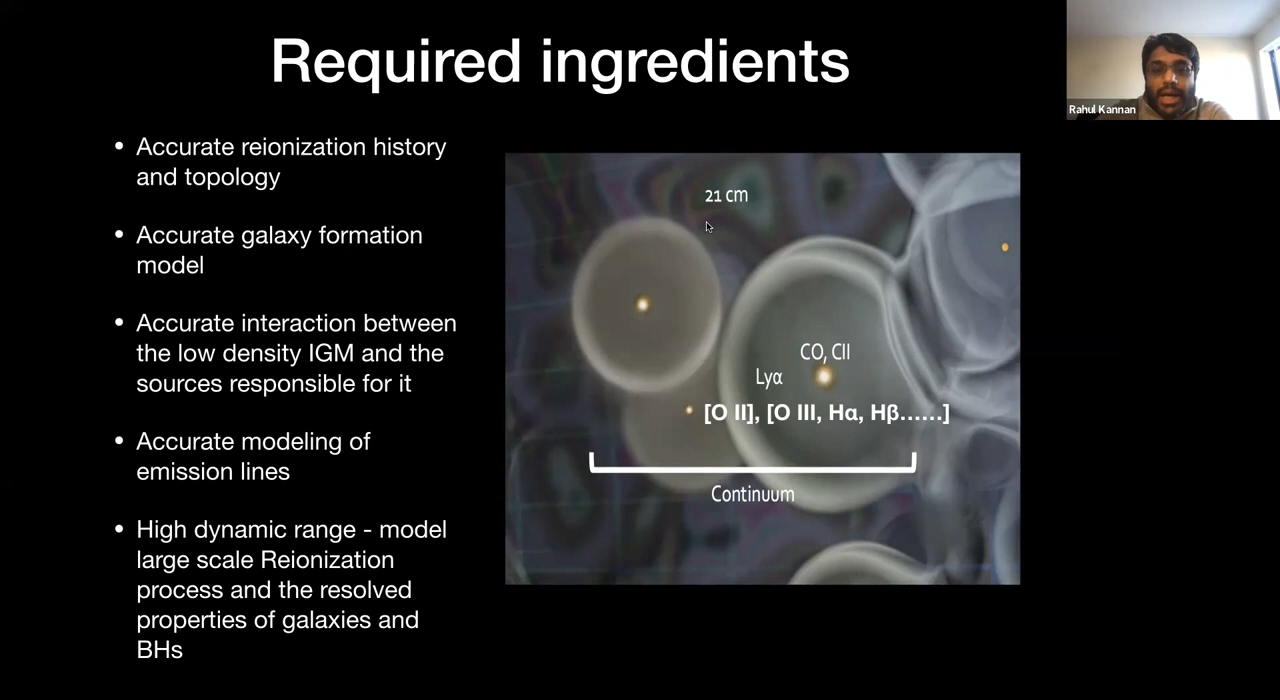 Required ingredients
Rahul Kannan
• Accurate reionization history
and topology
• Accurate galaxy formation
model
• Accurate interaction between
the low density IGM and the
sources responsible for it
• Accurate modeling of
emission lines
• High dynamic range - model
large scale Reionization
process and the resolved
properties of galaxies and
BHs
21 cm
CO, CII
Lyα
[O II], [O III, Hα, Hβ......]
Continuum